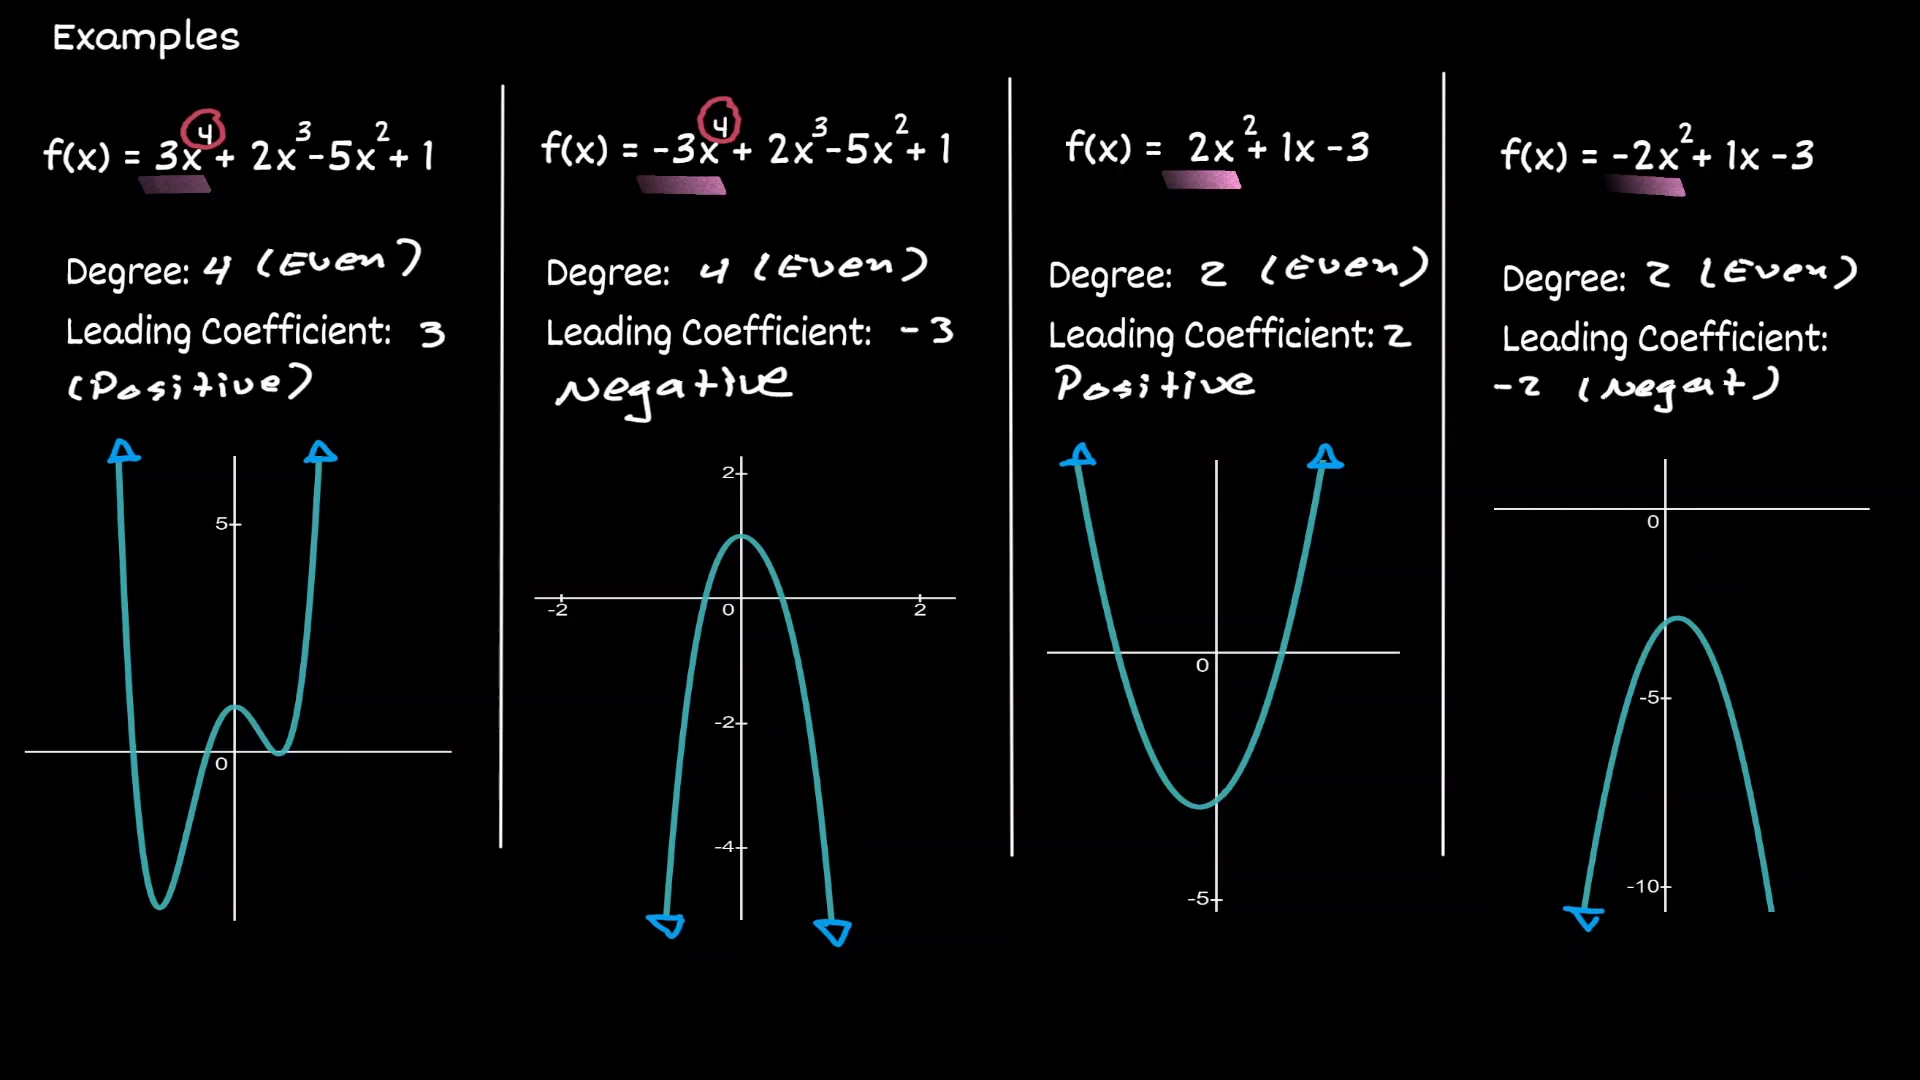 Examples
f(x) = 3x⁴ + 2x³-5x² + 1
Degree: 4 (Even)
Leading Coefficient: 3
(Positive)
5
0
f(x) = -3x⁴ + 2x³-5x² + 1
Degree: 4 (Even)
Leading Coefficient: -3
Negative
2
-2
0
2
-2
-4
f(x) = 2x² + 1x -3
Degree: 2 (Even)
Leading Coefficient: 2
Positive
0
-5
f(x) = -2x² + 1x -3
Degree: 2 (Even)
Leading Coefficient:
-2 (Negat)
0
-5
-10